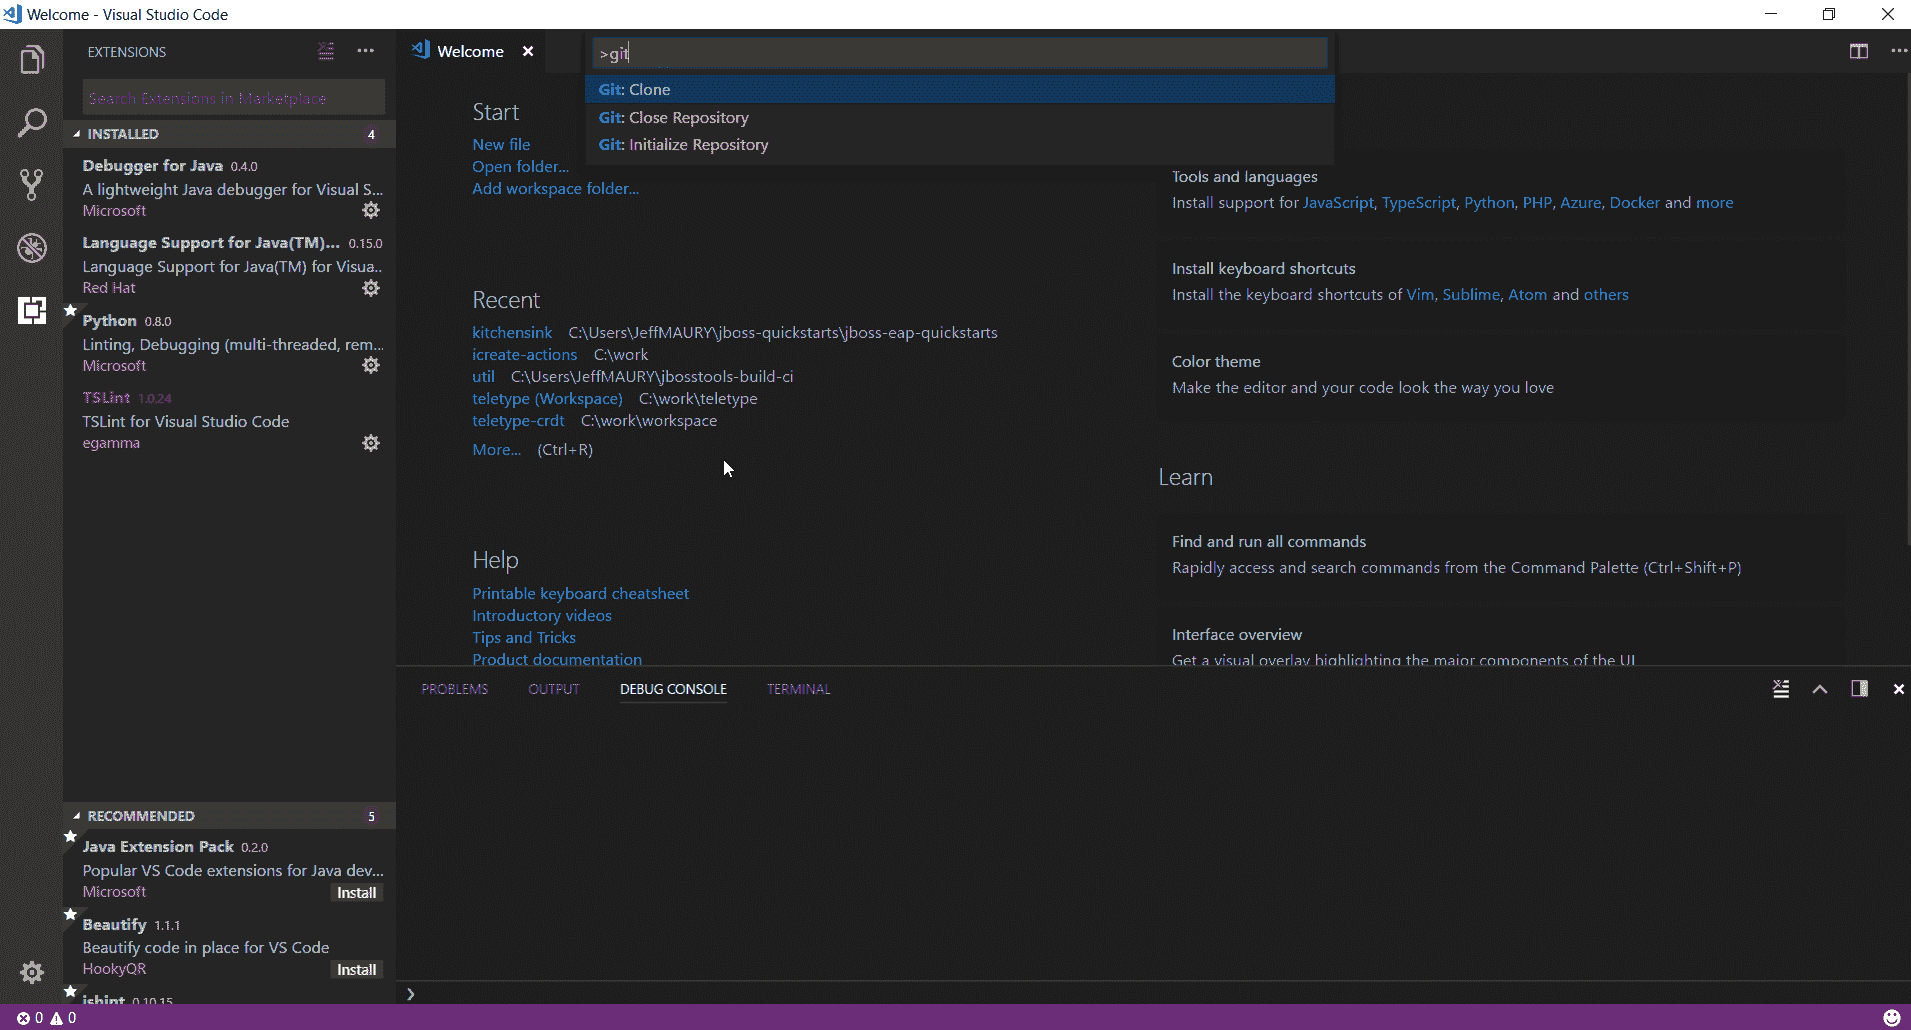 Welcome - Visual Studio Code
EXTENSIONS
Search Extensions in Marketplace
INSTALLED 4
Debugger for Java 0.4.0
A lightweight Java debugger for Visual S...
Microsoft
Language Support for Java(TM)... 0.15.0
Language Support for Java(TM) for Visua...
Red Hat
Python 0.8.0
Linting, Debugging (multi-threaded, rem...
Microsoft
TSLint 1.0.24
TSLint for Visual Studio Code
egamma
RECOMMENDED 5
Java Extension Pack 0.2.0
Popular VS Code extensions for Java dev...
Microsoft Install
Beautify 1.1.1
Beautify code in place for VS Code
HookyQR Install
jshint 0.10.15
Welcome
>git
Git: Clone
Git: Close Repository
Git: Initialize Repository
Start
New file
Open folder...
Add workspace folder...
Recent
kitchensink C:\Users\JeffMAURY\jboss-quickstarts\jboss-eap-quickstarts
icreate-actions C:\work
util C:\Users\JeffMAURY\jbosstools-build-ci
teletype (Workspace) C:\work\teletype
teletype-crdt C:\work\workspace
More... (Ctrl+R)
Help
Printable keyboard cheatsheet
Introductory videos
Tips and Tricks
Product documentation
Tools and languages
Install support for JavaScript, TypeScript, Python, PHP, Azure, Docker and more
Install keyboard shortcuts
Install the keyboard shortcuts of Vim, Sublime, Atom and others
Color theme
Make the editor and your code look the way you love
Learn
Find and run all commands
Rapidly access and search commands from the Command Palette (Ctrl+Shift+P)
Interface overview
Get a visual overlay highlighting the major components of the UI
PROBLEMS OUTPUT DEBUG CONSOLE TERMINAL
0 0